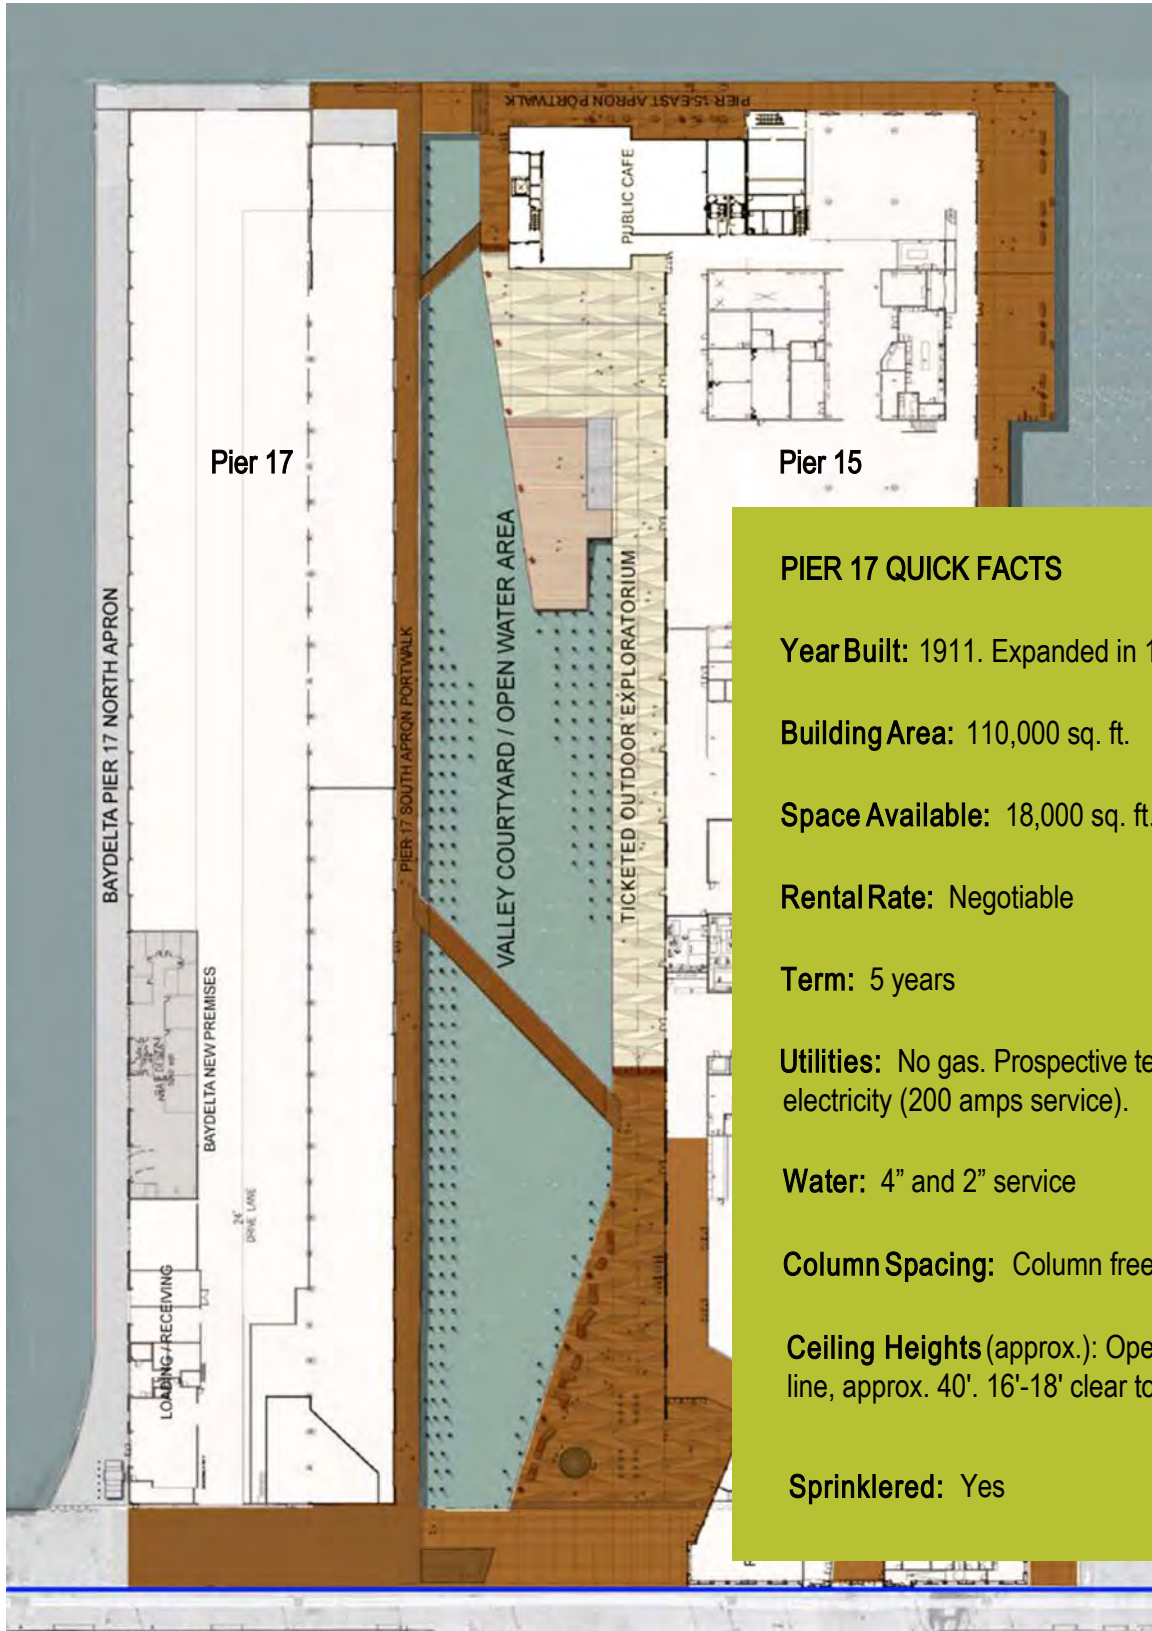 PIER 15 EAST APRON PORTWALK
PUBLIC CAFE
Pier 17
Pier 15
BAYDELTA PIER 17 NORTH APRON
PIER 17 SOUTH APRON PORTWALK
VALLEY COURTYARD / OPEN WATER AREA
TICKETED OUTDOOR EXPLORATORIUM
BAYDELTA NEW PREMISES
24'
DRIVE LANE
LOADING / RECEIVING
PIER 17 QUICK FACTS
Year Built: 1911. Expanded in 1
Building Area: 110,000 sq. ft.
Space Available: 18,000 sq. ft.
Rental Rate: Negotiable
Term: 5 years
Utilities: No gas. Prospective te
electricity (200 amps service).
Water: 4” and 2” service
Column Spacing: Column free
Ceiling Heights (approx.): Ope
line, approx. 40'. 16'-18' clear to
Sprinklered: Yes